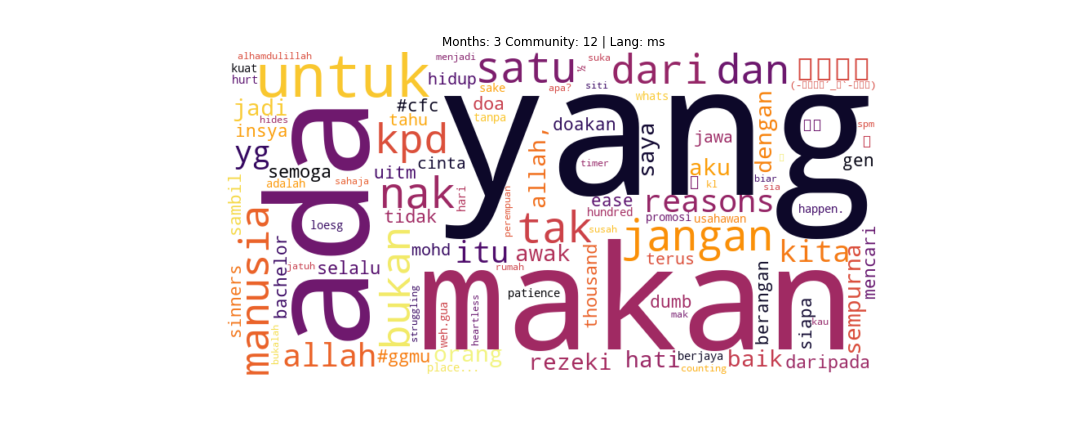 Months: 3 Community: 12 | Lang: ms
alhamdulillah
menjadi
suka
kuat
untuk
hidup
satu
dari
dan
hurt
sake
apa?
siti
jadi
#cfc
doa
whats
hides
tahu
tanpa
insya
doakan
saya
dengan
spm
yg
kpd
allah,
jawa
yang
ada
semoga
uitm
cinta
timer
aku
gen
adalah
sahaja
k1
biar
sia
nak
hari
ease
reasons
sambil
tidak
perempuan
hundred
promosi
usahawan
happen.
loesg
tak
susah
jangan
manusia
bukan
mohd
itu
awak
kita
mencari
bachelor
selalu
jatuh
rumah
terus
sinners
makan
thousand
berangan
sempurna
struggling
weh.gua
heartless
patience
dumb
mak
siapa
kau
bukalah
allah
#ggmu
orang
place...
rezeki
hati
berjaya
counting
baik
daripada